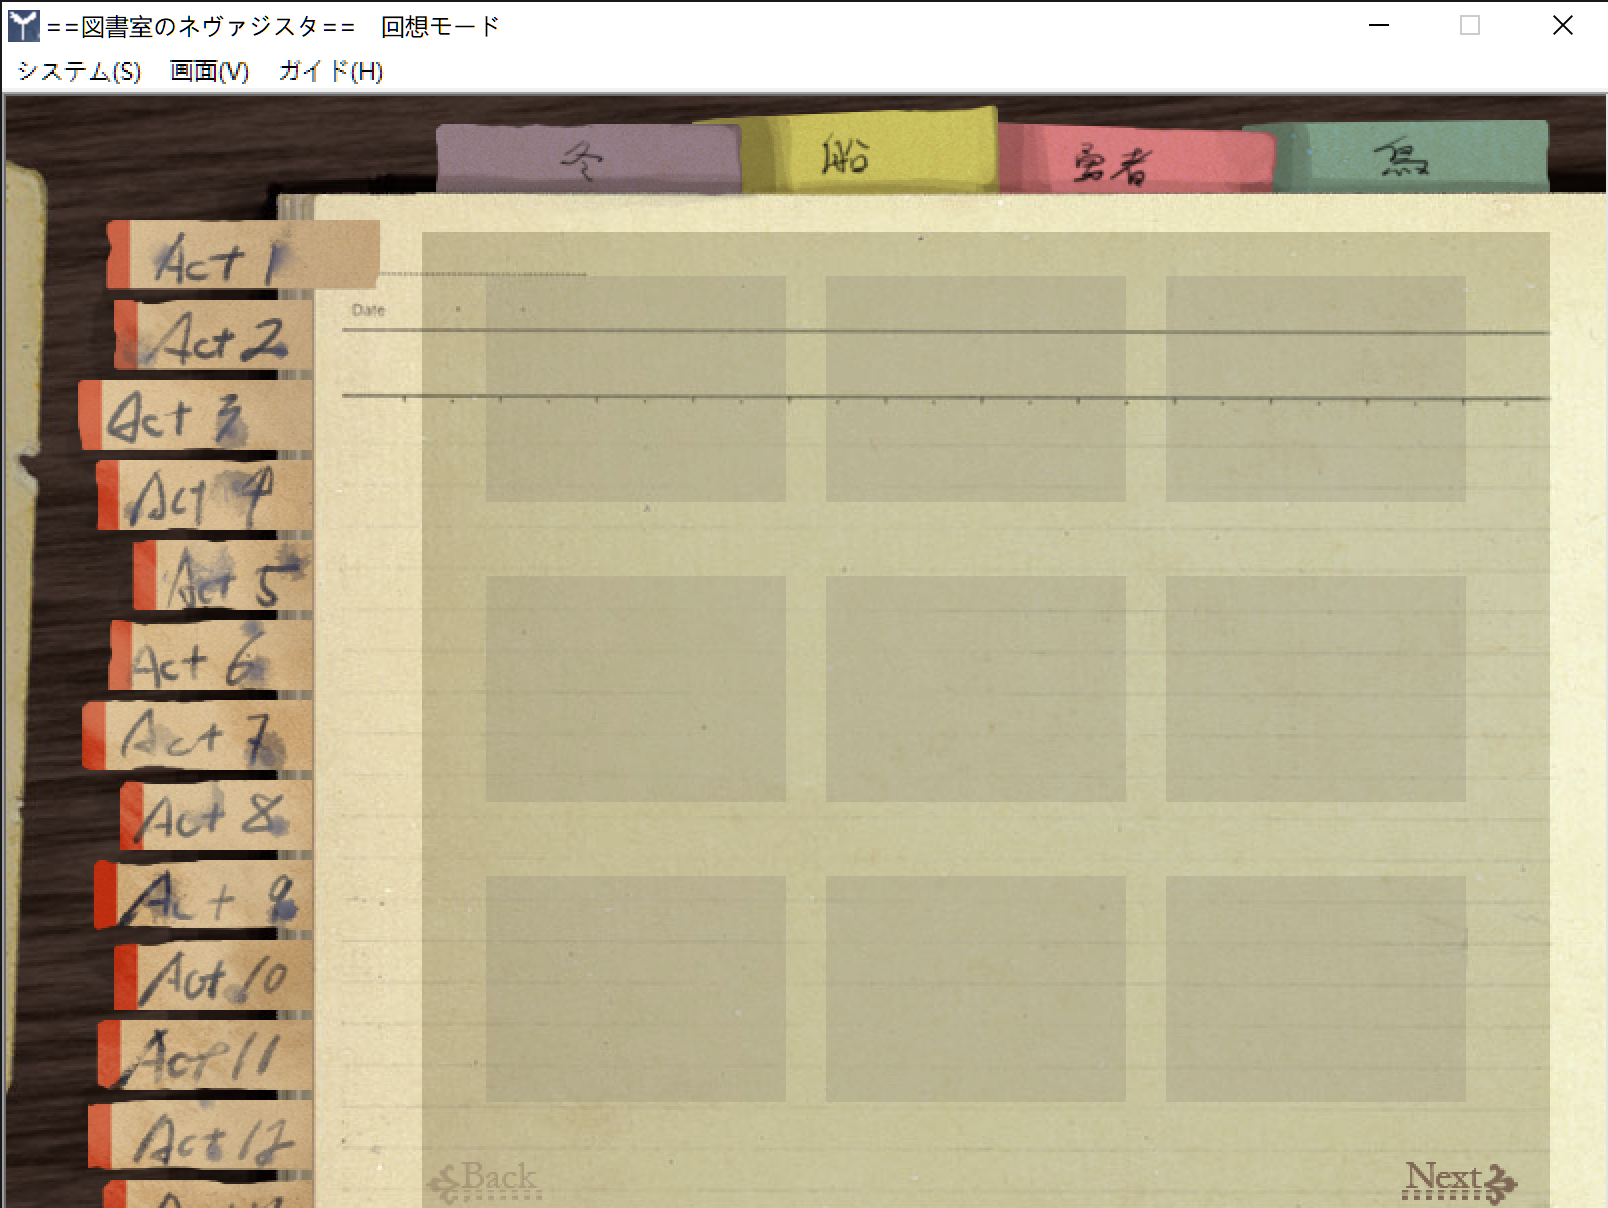 ==図書室のネヴァジスタ==　回想モード
システム(S) 画面(V) ガイド(H)
冬 船 勇者 鳥
Act 1
Date
Act 2
Act 3
Act 4
Act 5
Act 6
Act 7
Act 8
Act 9
Act 10
Act 11
Act 12
Back Next